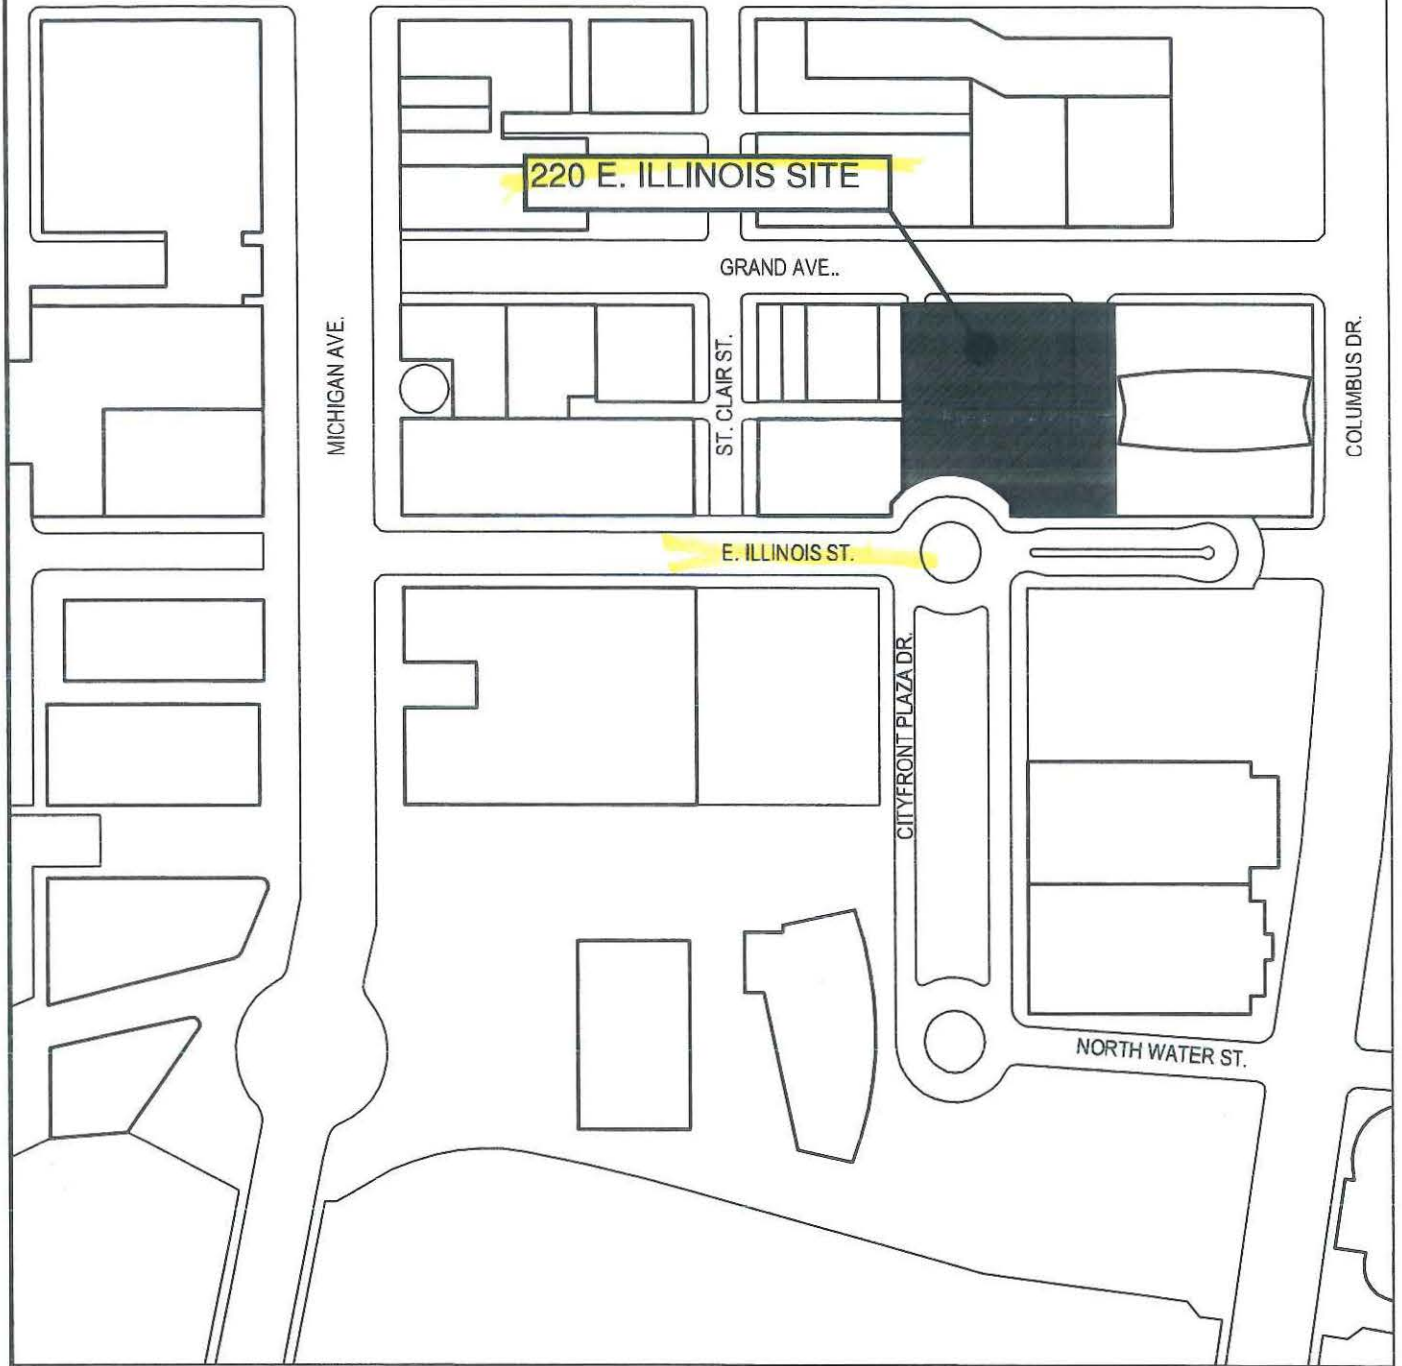 220 E. ILLINOIS SITE
GRAND AVE..
MICHIGAN AVE.
ST. CLAIR ST.
COLUMBUS DR.
E. ILLINOIS ST.
CITYFRONT PLAZA DR.
NORTH WATER ST.